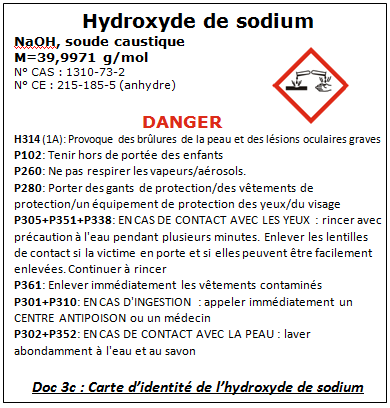 Hydroxyde de sodium
NaOH, soude caustique
M=39,9971 g/mol
N° CAS : 1310-73-2
N° CE : 215-185-5 (anhydre)
DANGER
H314 (1A): Provoque des brûlures de la peau et des lésions oculaires graves
P102: Tenir hors de portée des enfants
P260: Ne pas respirer les vapeurs/aérosols.
P280: Porter des gants de protection/des vêtements de
protection/un équipement de protection des yeux/du visage
P305+P351+P338: EN CAS DE CONTACT AVEC LES YEUX : rincer avec
précaution à l'eau pendant plusieurs minutes. Enlever les lentilles
de contact si la victime en porte et si elles peuvent être facilement
enlevées. Continuer à rincer
P361: Enlever immédiatement les vêtements contaminés
P301+P310: EN CAS D'INGESTION : appeler immédiatement un
CENTRE ANTIPOISON ou un médecin
P302+P352: EN CAS DE CONTACT AVEC LA PEAU : laver
abondamment à l'eau et au savon
Doc 3c : Carte d'identité de l'hydroxyde de sodium